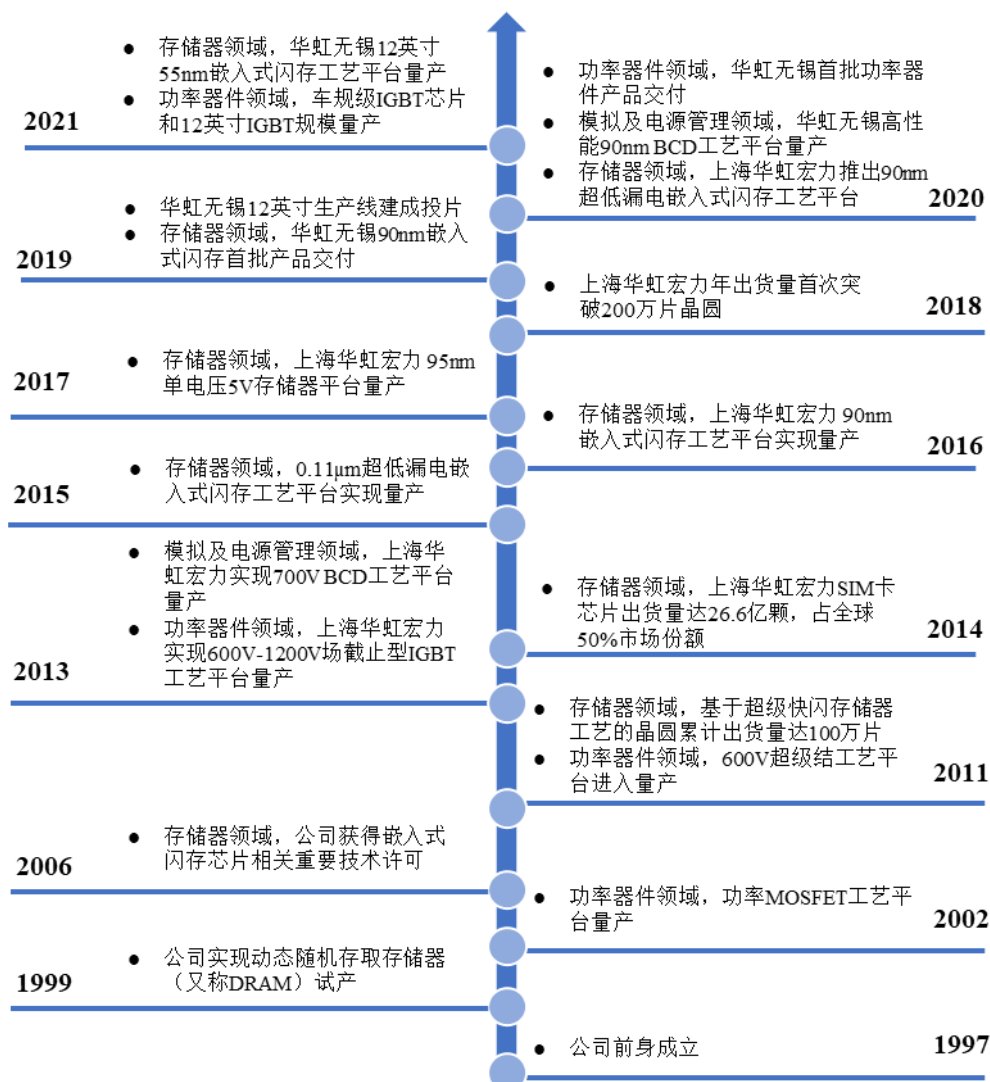 ● 存储器领域，华虹无锡12英寸
55nm嵌入式闪存工艺平台量产
● 功率器件领域，车规级IGBT芯片
和12英寸IGBT规模量产
2021
● 功率器件领域，华虹无锡首批功率器
件产品交付
● 模拟及电源管理领域，华虹无锡高性
能90nm BCD工艺平台量产
● 存储器领域，上海华虹宏力推出90nm
超低漏电嵌入式闪存工艺平台
2020
● 华虹无锡12英寸生产线建成投片
● 存储器领域，华虹无锡90nm嵌入
式闪存首批产品交付
2019
● 上海华虹宏力年出货量首次突
破200万片晶圆
2018
● 存储器领域，上海华虹宏力 95nm
单电压5V存储器平台量产
2017
● 存储器领域，上海华虹宏力 90nm
嵌入式闪存工艺平台实现量产
2016
● 存储器领域，0.11μm超低漏电嵌
入式闪存工艺平台实现量产
2015
● 存储器领域，上海华虹宏力SIM卡
芯片出货量达26.6亿颗，占全球
50%市场份额
2014
● 模拟及电源管理领域，上海华
虹宏力实现700V BCD工艺平台
量产
● 功率器件领域，上海华虹宏力
实现600V-1200V场截止型IGBT
工艺平台量产
2013
● 存储器领域，基于超级快闪存储器
工艺的晶圆累计出货量达100万片
● 功率器件领域，600V超级结工艺平
台进入量产
2011
● 存储器领域，公司获得嵌入式
闪存芯片相关重要技术许可
2006
● 功率器件领域，功率MOSFET工艺平
台量产
2002
● 公司实现动态随机存取存储器
（又称DRAM）试产
1999
● 公司前身成立
1997